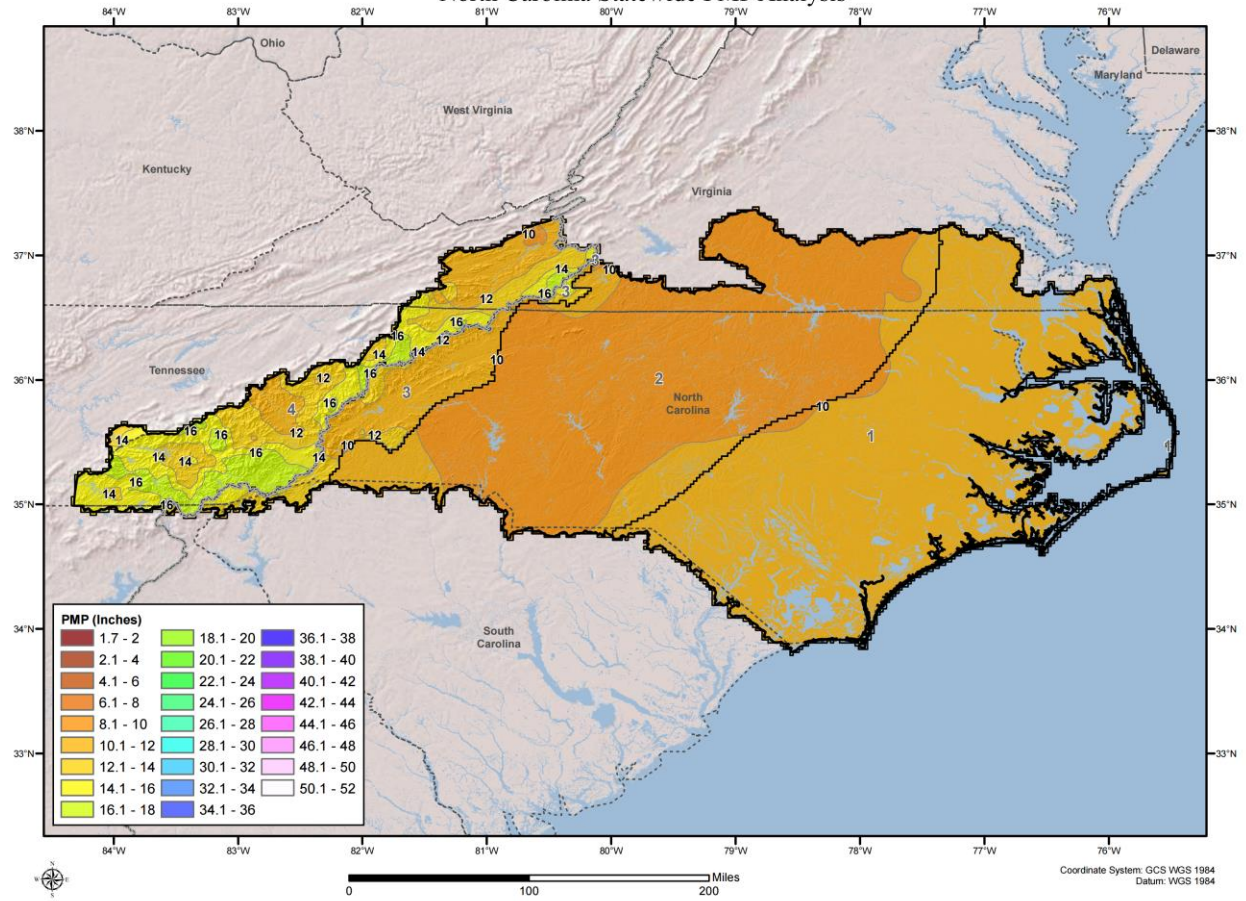 North Carolina Statewide PMP Analysis
84°W 83°W 82°W 81°W 80°W 79°W 78°W 77°W 76°W
Ohio
Delaware
Maryland
West Virginia
38°N 38°N
Kentucky
Virginia
37°N 37°N
10
3
14
10
16
3
12
16
16
12
14
14
10
Tennessee
12
16
36°N 36°N
3
2
4
16
North
Carolina
10
16
16
12
12
1
14
10
14
14
16
14
16
14
16
35°N 35°N
1
34°N 34°N
South
Carolina
33°N 33°N
PMP (Inches)
1.7 - 2
2.1 - 4
4.1 - 6
6.1 - 8
8.1 - 10
10.1 - 12
12.1 - 14
14.1 - 16
16.1 - 18
18.1 - 20
20.1 - 22
22.1 - 24
24.1 - 26
26.1 - 28
28.1 - 30
30.1 - 32
32.1 - 34
34.1 - 36
36.1 - 38
38.1 - 40
40.1 - 42
42.1 - 44
44.1 - 46
46.1 - 48
48.1 - 50
50.1 - 52
84°W 83°W 82°W 81°W 80°W 79°W 78°W 77°W 76°W
N
W E
S
Miles
0 100 200
Coordinate System: GCS WGS 1984
Datum: WGS 1984